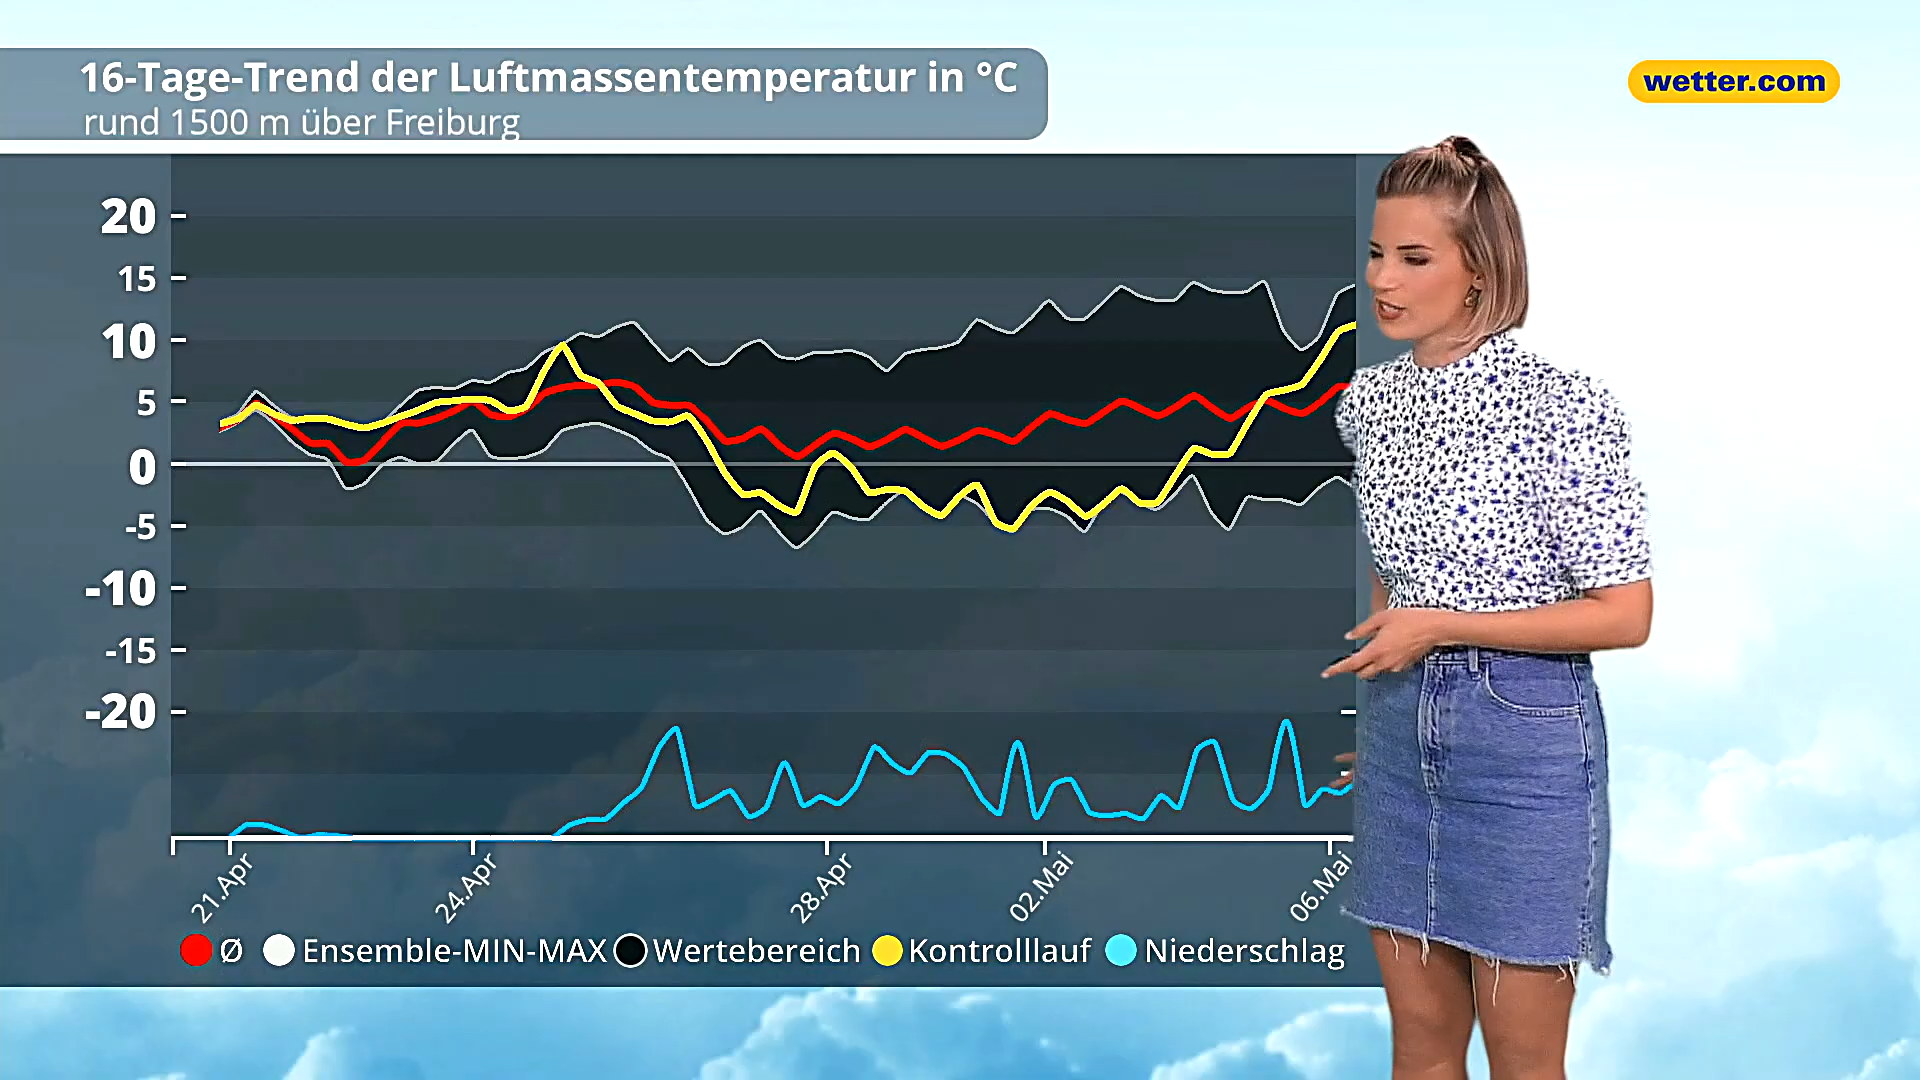 16-Tage-Trend der Luftmassentemperatur in °C
rund 1500 m über Freiburg
wetter.com
20
15
10
5
0
-5
-10
-15
-20
21.Apr
24.Apr
28.Apr
02.Mai
06.Mai
Ø Ensemble-MIN-MAX Wertebereich Kontrolllauf Niederschlag